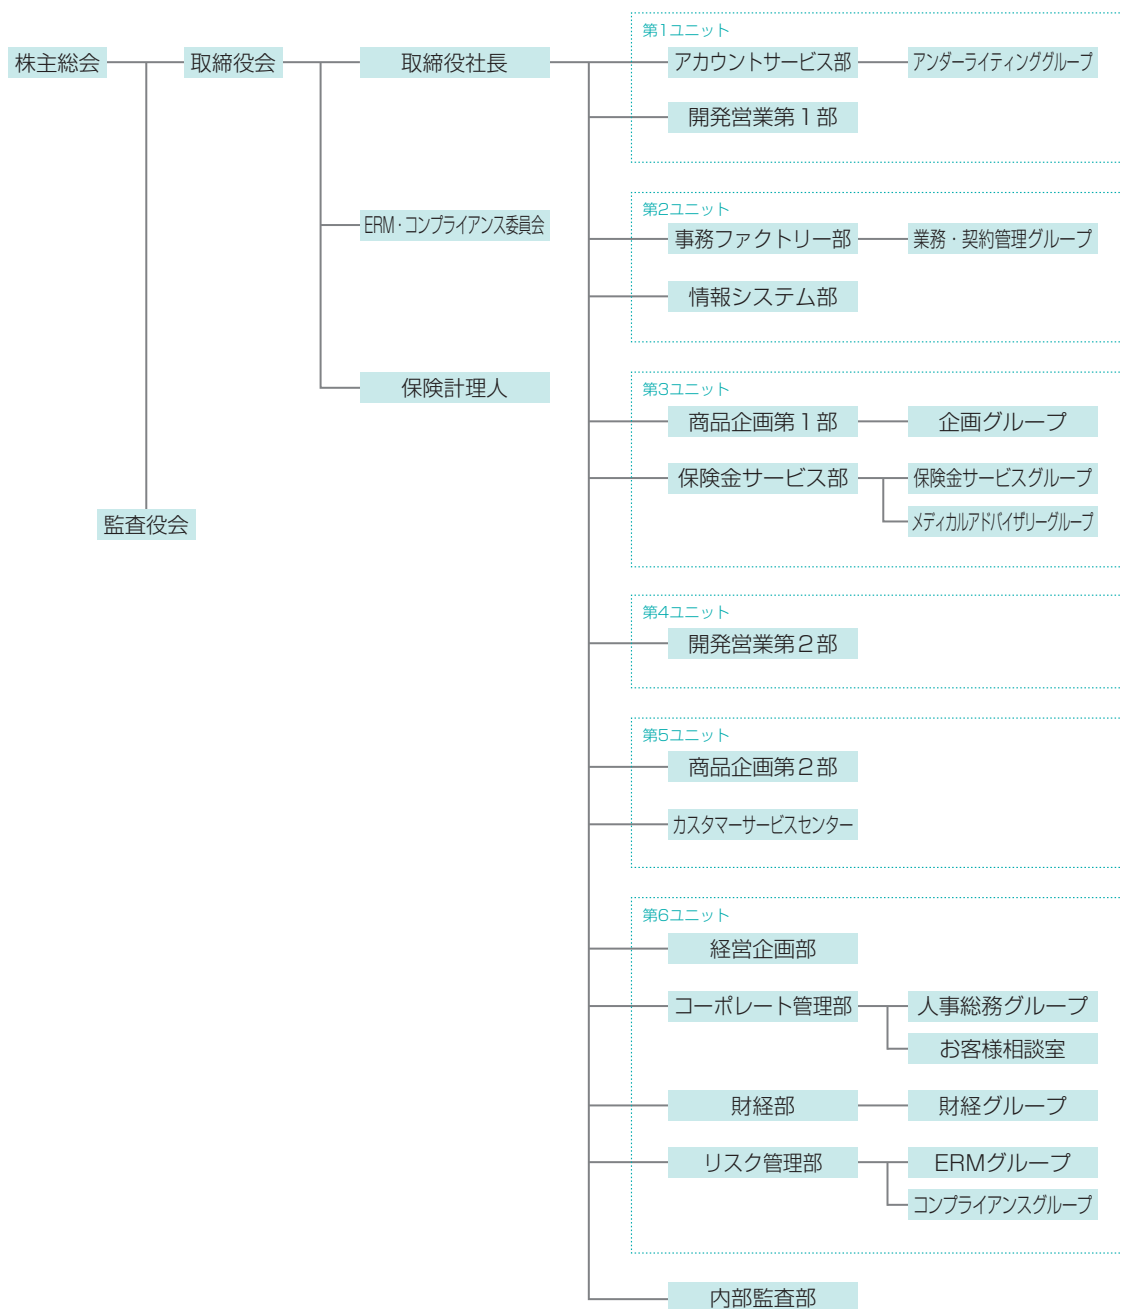 株主総会
取締役会
取締役社長
ERM・コンプライアンス委員会
保険計理人
監査役会
第1ユニット
アカウントサービス部
アンダーライティンググループ
開発営業第1部
第2ユニット
事務ファクトリー部
業務・契約管理グループ
情報システム部
第3ユニット
商品企画第1部
企画グループ
保険金サービス部
保険金サービスグループ
メディカルアドバイザリーグループ
第4ユニット
開発営業第2部
第5ユニット
商品企画第2部
カスタマーサービスセンター
第6ユニット
経営企画部
コーポレート管理部
人事総務グループ
お客様相談室
財経部
財経グループ
リスク管理部
ERMグループ
コンプライアンスグループ
内部監査部